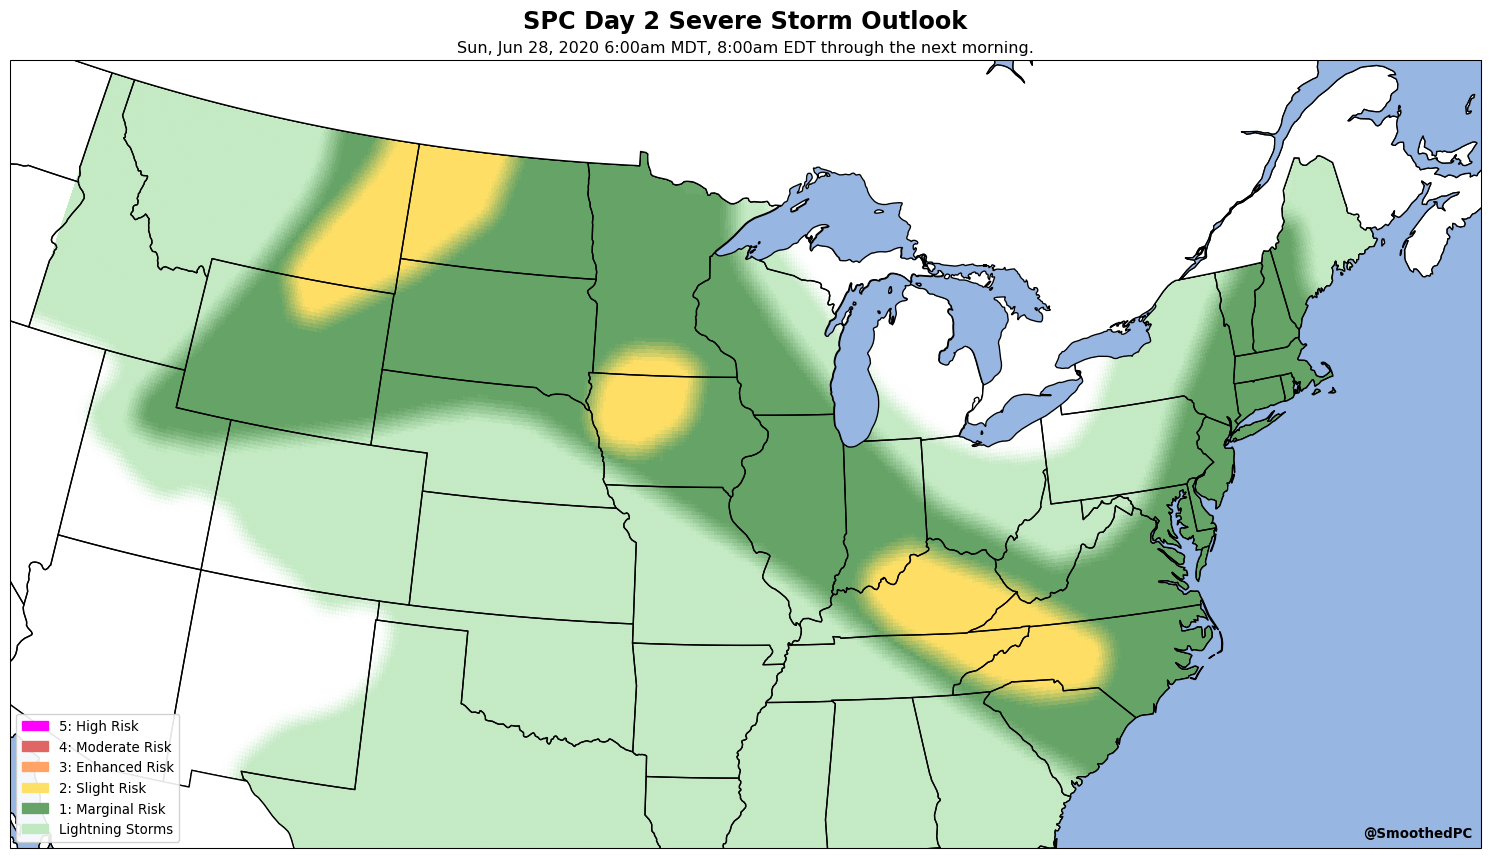 SPC Day 2 Severe Storm Outlook
Sun, Jun 28, 2020 6:00am MDT, 8:00am EDT through the next morning.
5: High Risk
4: Moderate Risk
3: Enhanced Risk
2: Slight Risk
1: Marginal Risk
Lightning Storms
@SmoothedPC